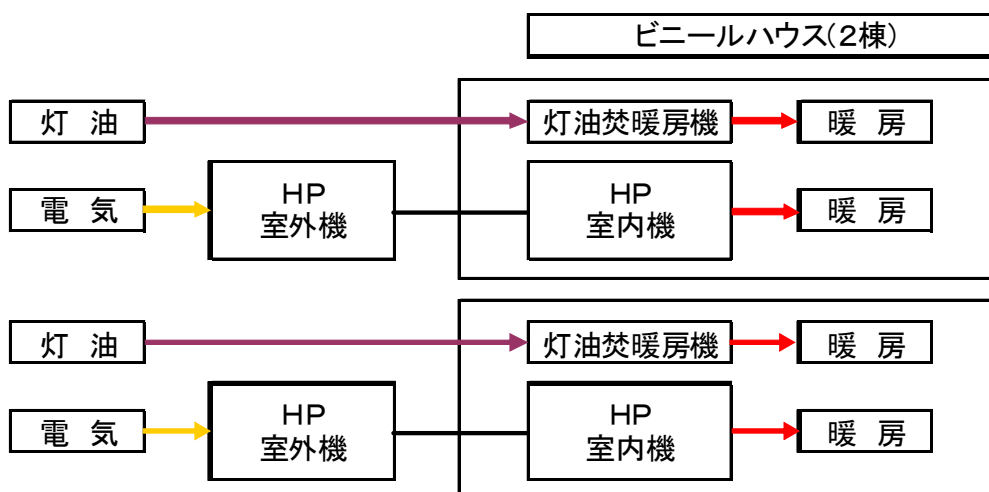 ビニールハウス(2棟)
灯 油
灯油焚暖房機
暖 房
電 気
HP
室外機
HP
室内機
暖 房
灯 油
灯油焚暖房機
暖 房
電 気
HP
室外機
HP
室内機
暖 房